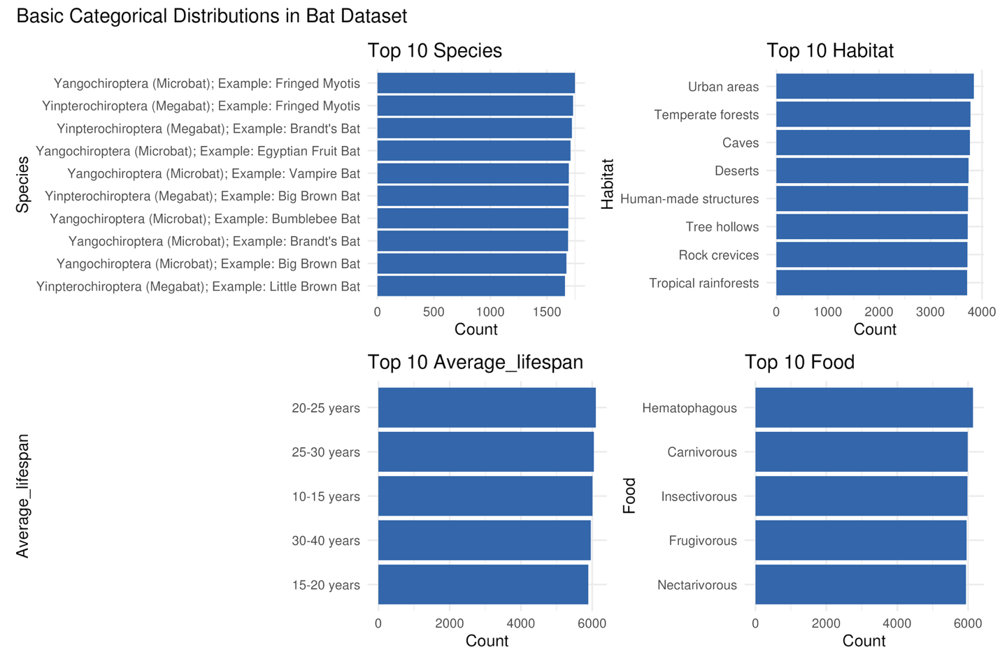 Basic Categorical Distributions in Bat Dataset
Top 10 Species
Species
Yangochiroptera (Microbat); Example: Fringed Myotis
Yinpterochiroptera (Megabat); Example: Fringed Myotis
Yinpterochiroptera (Megabat); Example: Brandt's Bat
Yangochiroptera (Microbat); Example: Egyptian Fruit Bat
Yangochiroptera (Microbat); Example: Vampire Bat
Yinpterochiroptera (Megabat); Example: Big Brown Bat
Yangochiroptera (Microbat); Example: Bumblebee Bat
Yangochiroptera (Microbat); Example: Brandt's Bat
Yangochiroptera (Microbat); Example: Big Brown Bat
Yinpterochiroptera (Megabat); Example: Little Brown Bat
0 500 1000 1500
Count
Top 10 Habitat
Habitat
Urban areas
Temperate forests
Caves
Deserts
Human-made structures
Tree hollows
Rock crevices
Tropical rainforests
0 1000 2000 3000 4000
Count
Top 10 Average_lifespan
Average_lifespan
20-25 years
25-30 years
10-15 years
30-40 years
15-20 years
0 2000 4000 6000
Count
Top 10 Food
Food
Hematophagous
Carnivorous
Insectivorous
Frugivorous
Nectarivorous
0 2000 4000 6000
Count